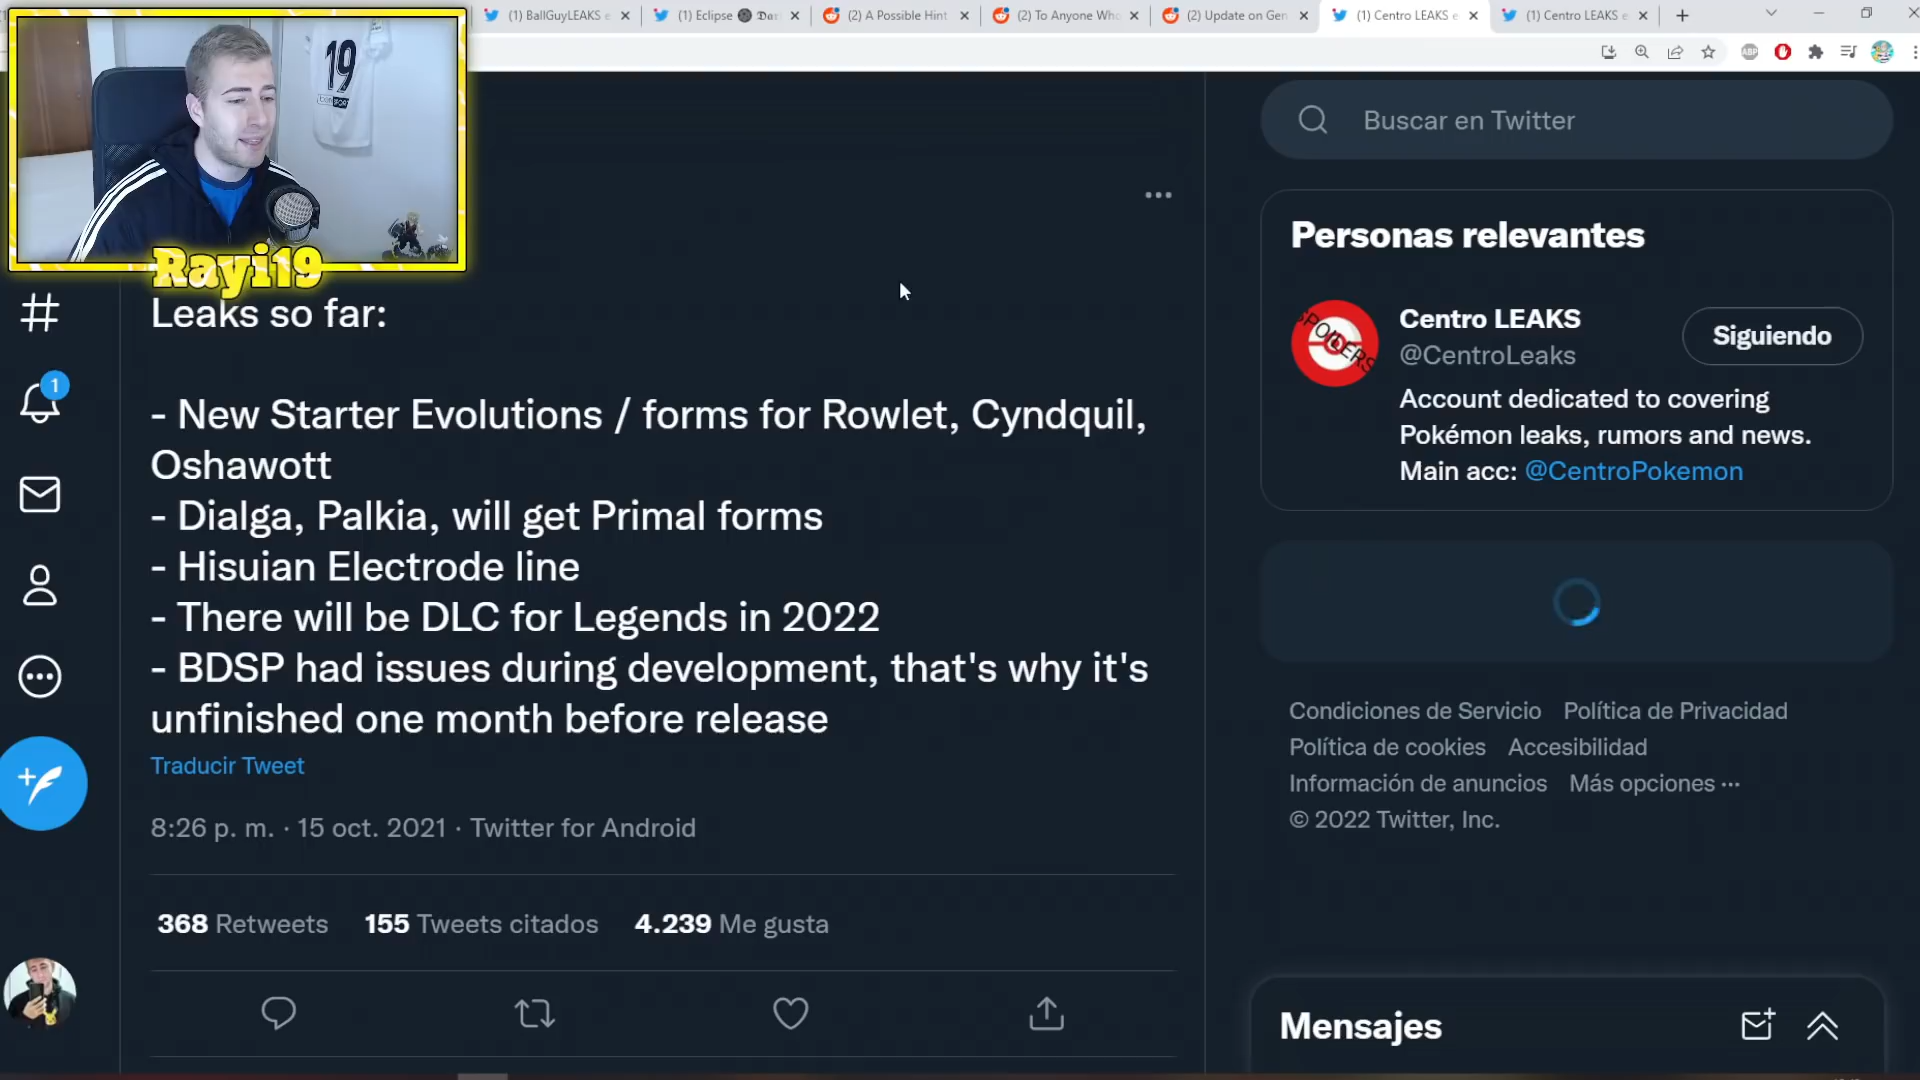 (1) BallGuyLEAKS e
(1) Eclipse
(2) A Possible Hint
(2) To Anyone Who
(2) Update on Gen
(1) Centro LEAKS e
(1) Centro LEAKS e
ABP
19
Rayi19
Buscar en Twitter
Leaks so far:
- New Starter Evolutions / forms for Rowlet, Cyndquil,
Oshawott
- Dialga, Palkia, will get Primal forms
- Hisuian Electrode line
- There will be DLC for Legends in 2022
- BDSP had issues during development, that's why it's
unfinished one month before release
Traducir Tweet
8:26 p. m. · 15 oct. 2021 · Twitter for Android
368 Retweets 155 Tweets citados 4.239 Me gusta
1
Personas relevantes
SPOILERS
Centro LEAKS
@CentroLeaks
Siguiendo
Account dedicated to covering
Pokémon leaks, rumors and news.
Main acc: @CentroPokemon
Condiciones de Servicio Política de Privacidad
Política de cookies Accesibilidad
Información de anuncios Más opciones ···
© 2022 Twitter, Inc.
Mensajes